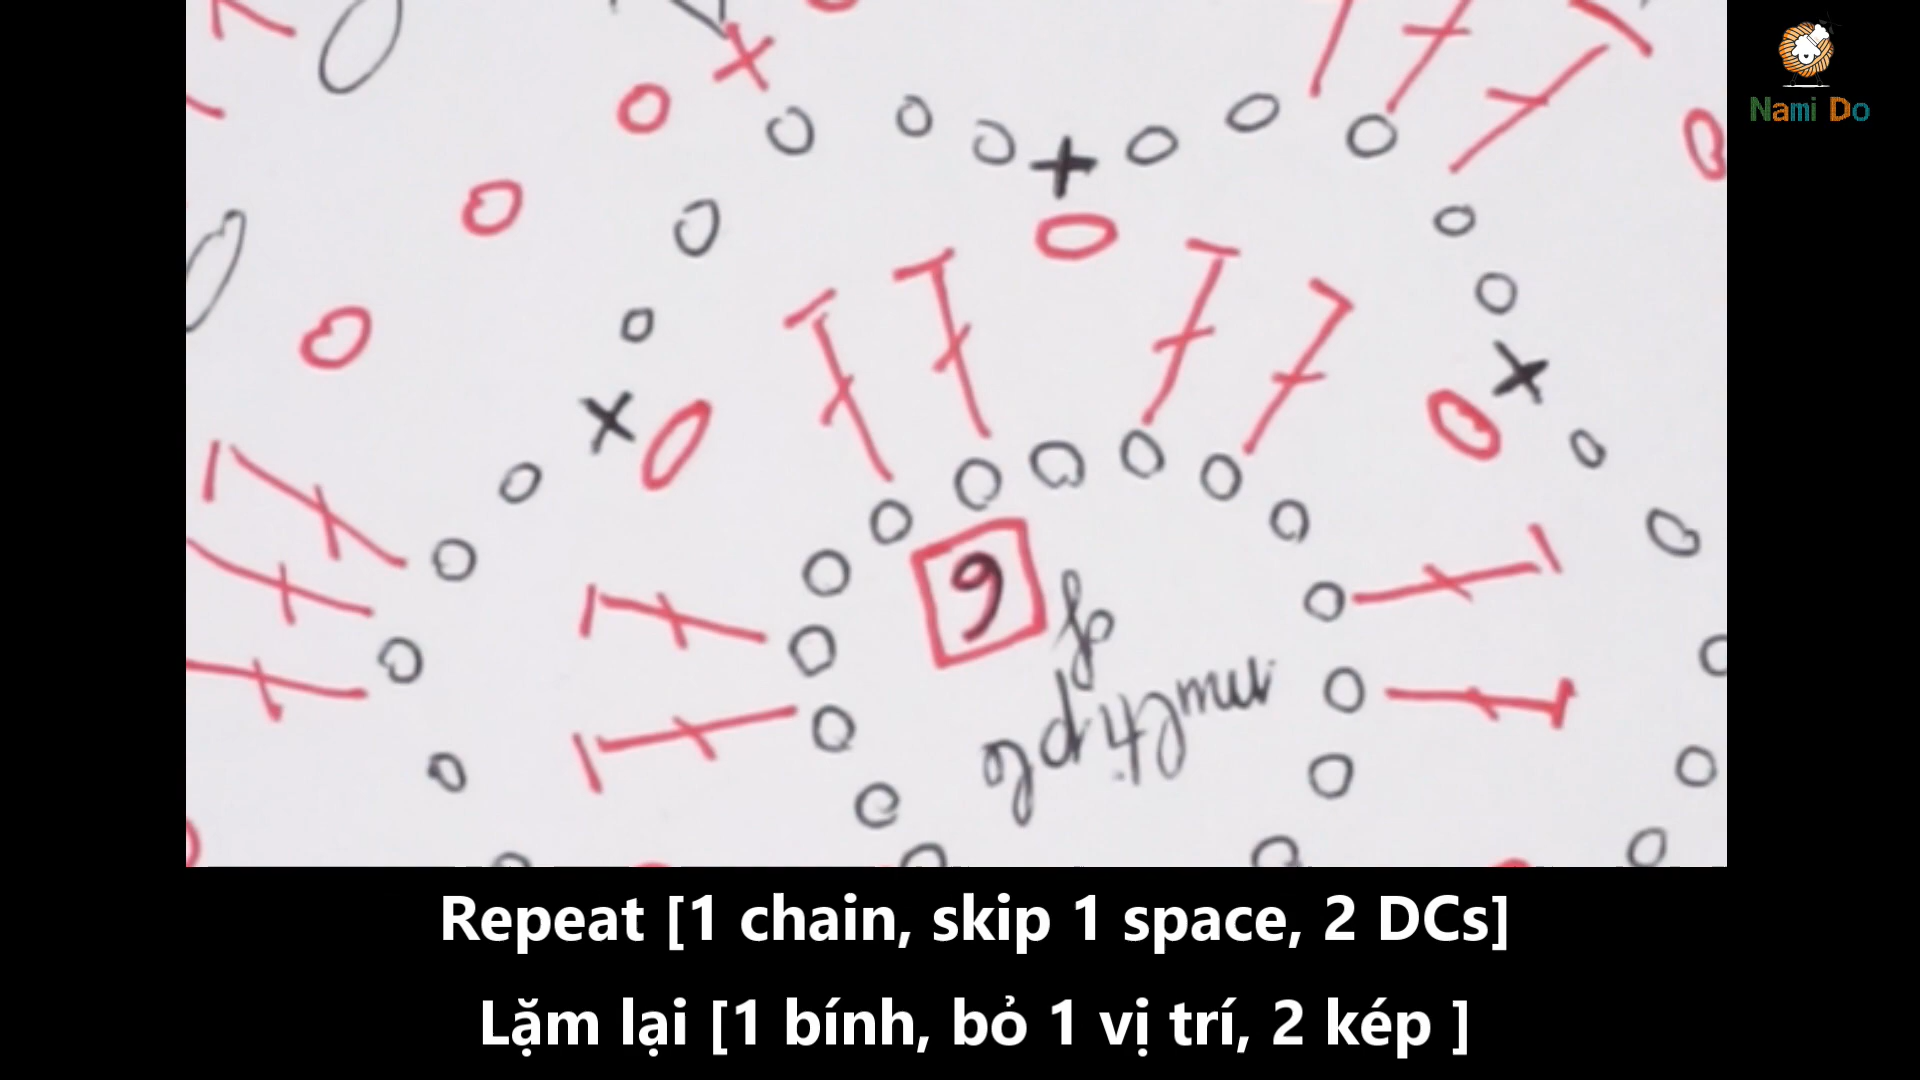 Nami Do
9
Repeat [1 chain, skip 1 space, 2 DCs]
Lặm lại [1 bính, bỏ 1 vị trí, 2 kép ]